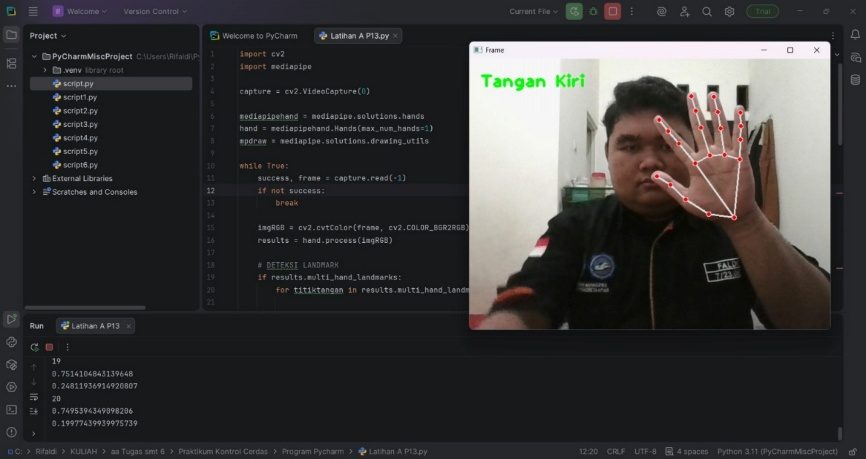 Welcome
Version Control
Current File
Trial
Project
PyCharmMiscProject C:\Users\Rifaldi\P
.venv library root
script.py
script1.py
script2.py
script3.py
script4.py
script5.py
script6.py
External Libraries
Scratches and Consoles
Welcome to PyCharm
Latihan A P13.py
1 import cv2
2 import mediapipe
3
4 capture = cv2.VideoCapture(0)
5
6 mediapipehand = mediapipe.solutions.hands
7 hand = mediapipehand.Hands(max_num_hands=1)
8 mpdraw = mediapipe.solutions.drawing_utils
9
10 while True:
11 success, frame = capture.read(-1)
12 if not success:
13 break
14
15 imgRGB = cv2.cvtColor(frame, cv2.COLOR_BGR2RGB)
16 results = hand.process(imgRGB)
17
18 # DETEKSI LANDMARK
19 if results.multi_hand_landmarks:
20 for titiktangan in results.multi_hand_landm
21
Frame
Tangan Kiri
Run
Latihan A P13
19
0.7514104843139648
0.24811936914920807
20
0.7495394349098206
0.19977439939975739
C: > Rifaldi > KULIAH > aa Tugas smt 6 > Praktikum Kontrol Cerdas > Program Pycharm > Latihan A P13.py
12:20 CRLF UTF-8 4 spaces Python 3.11 (PyCharmMiscProject)